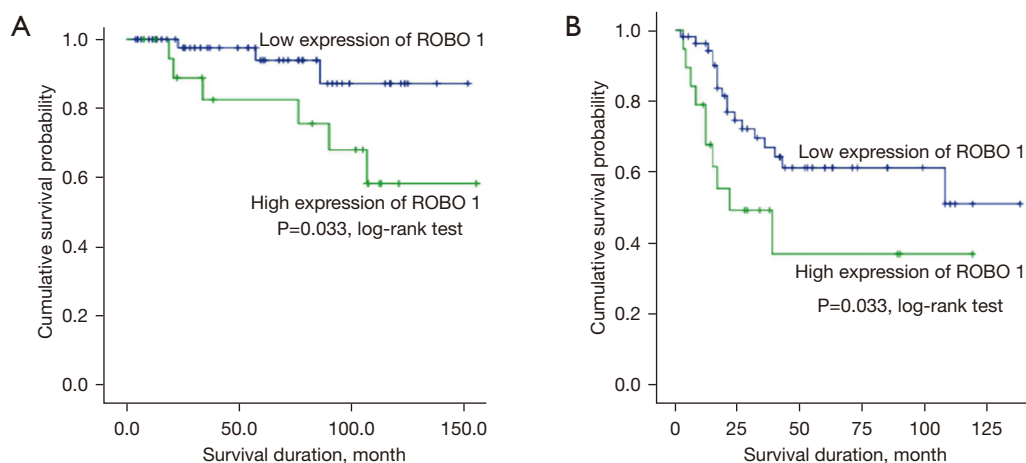 A
Cumulative survival probability
1.0
0.8
0.6
0.4
0.2
0.0
Low expression of ROBO 1
High expression of ROBO 1
P=0.033, log-rank test
0.0 50.0 100.0 150.0
Survival duration, month
B
Cumulative survival probability
1.0
0.8
0.6
0.4
0.2
0.0
Low expression of ROBO 1
High expression of ROBO 1
P=0.033, log-rank test
0 25 50 75 100 125
Survival duration, month